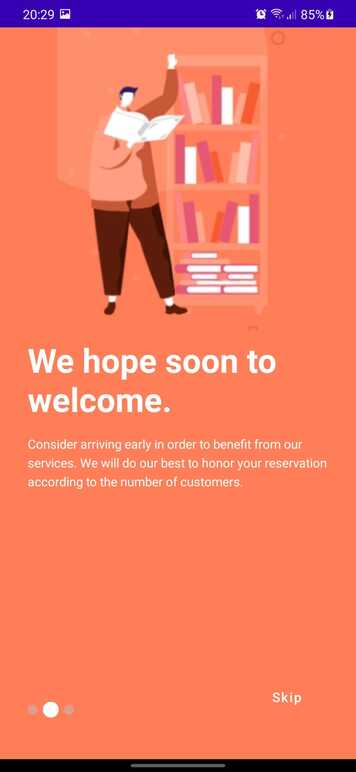 20:29 85%
We hope soon to
welcome.
Consider arriving early in order to benefit from our
services. We will do our best to honor your reservation
according to the number of customers.
Skip